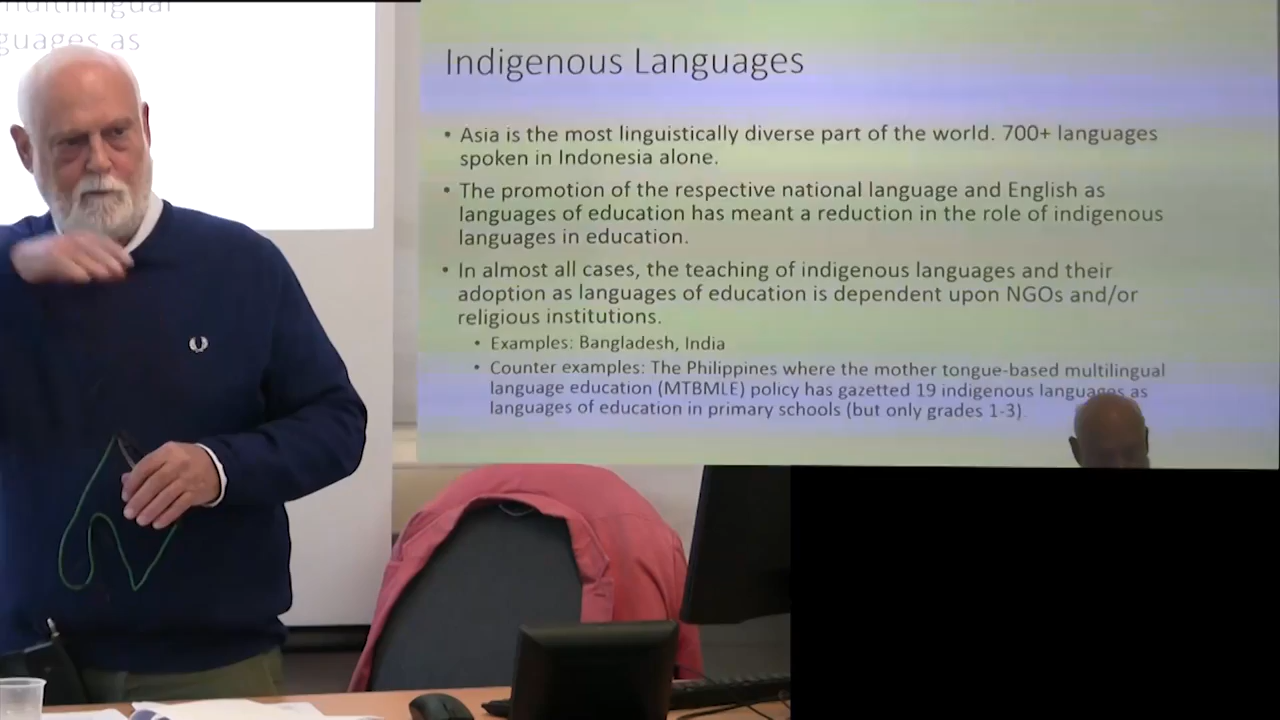 multilingual
guages as
Indigenous Languages
• Asia is the most linguistically diverse part of the world. 700+ languages
spoken in Indonesia alone.
• The promotion of the respective national language and English as
languages of education has meant a reduction in the role of indigenous
languages in education.
• In almost all cases, the teaching of indigenous languages and their
adoption as languages of education is dependent upon NGOs and/or
religious institutions.
• Examples: Bangladesh, India
• Counter examples: The Philippines where the mother tongue-based multilingual
language education (MTBMLE) policy has gazetted 19 indigenous languages as
languages of education in primary schools (but only grades 1-3)